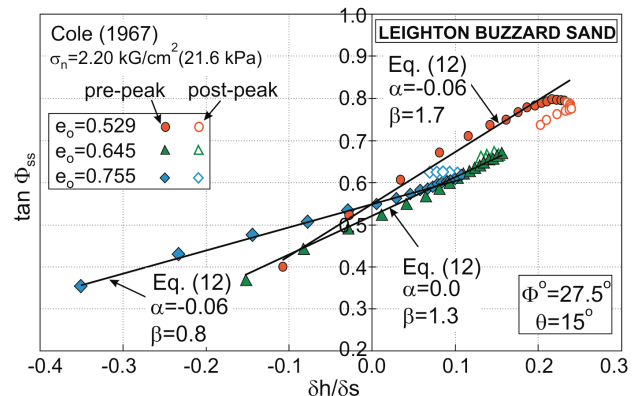 Cole (1967)
σn=2.20 kG/cm²(21.6 kPa)
pre-peak post-peak
eo=0.529
eo=0.645
eo=0.755
LEIGHTON BUZZARD SAND
Eq. (12)
α=-0.06
β=1.7
Eq. (12)
α=-0.06
β=0.8
Eq. (12)
α=0.0
β=1.3
Φo=27.5o
θ=15o
tan Φss
1.0
0.9
0.8
0.7
0.6
0.5
0.4
0.3
0.2
-0.4 -0.3 -0.2 -0.1 0.0 0.1 0.2 0.3
δh/δs